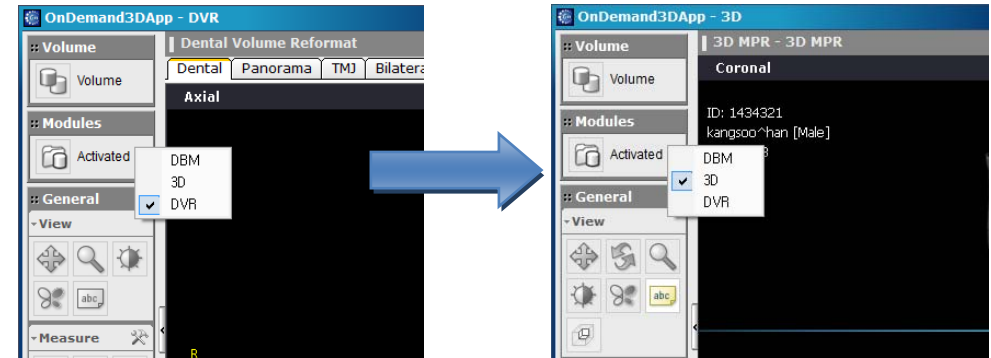 OnDemand3DApp - DVR
Volume
Volume
Modules
Activated
DBM
3D
DVR
General
View
abc
Measure
Dental Volume Reformat
Dental Panorama TMJ Bilatera
Axial
R
OnDemand3DApp - 3D
Volume
Volume
Modules
Activated
DBM
3D
DVR
General
View
abc
3D MPR - 3D MPR
Coronal
ID: 1434321
kangsoo^han [Male]